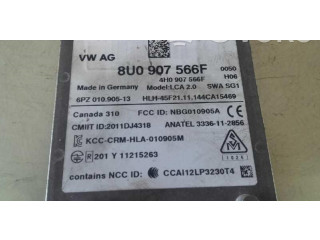 VW AG
8U0 907 566F 0050
4H0 907 566F H06
Made in Germany Model:LCA 2.0 SWA SG1
6PZ 010.905-13 HLH-45F21.11.144CA15469
Canada 310 FCC ID: NBG010905A
CMIIT ID:2011DJ4318 ANATEL 3336-11-2856
KCC-CRM-HLA-010905M
R 201 Y 11215263
contains NCC ID: CCAI12LP3230T4